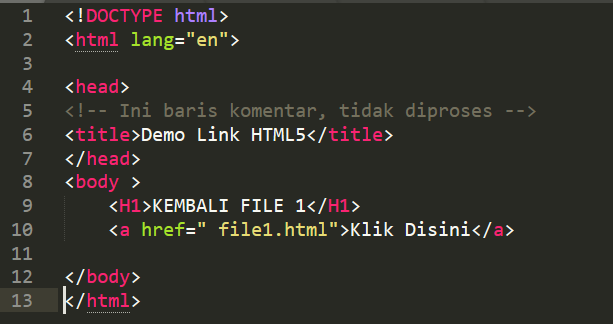 1 <!DOCTYPE html>
2 <html lang="en">
3
4 <head>
5 <!-- Ini baris komentar, tidak diproses -->
6 <title>Demo Link HTML5</title>
7 </head>
8 <body >
9 <H1>KEMBALI FILE 1</H1>
10 <a href=" file1.html">Klik Disini</a>
11
12 </body>
13 </html>